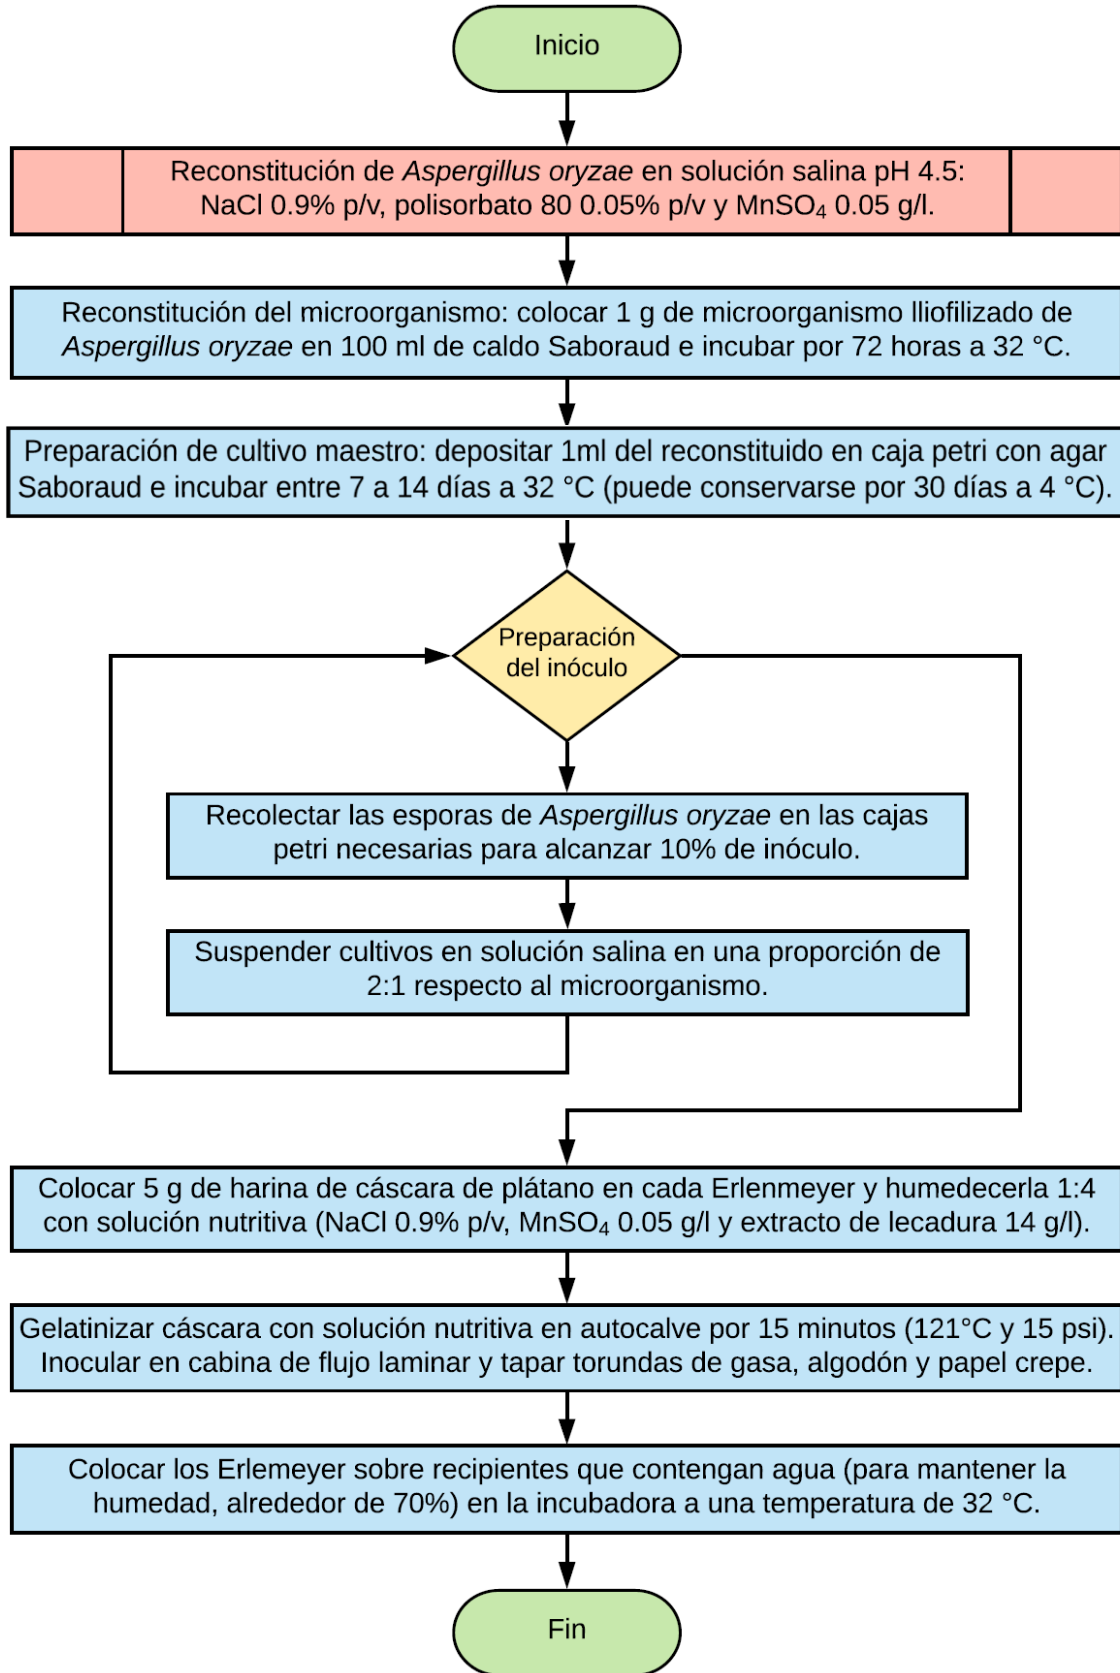 Inicio
Reconstitución de Aspergillus oryzae en solución salina pH 4.5:
NaCl 0.9% p/v, polisorbato 80 0.05% p/v y MnSO₄ 0.05 g/l.
Reconstitución del microorganismo: colocar 1 g de microorganismo lliofilizado de
Aspergillus oryzae en 100 ml de caldo Saboraud e incubar por 72 horas a 32 °C.
Preparación de cultivo maestro: depositar 1ml del reconstituido en caja petri con agar
Saboraud e incubar entre 7 a 14 días a 32 °C (puede conservarse por 30 días a 4 °C).
Preparación
del inóculo
Recolectar las esporas de Aspergillus oryzae en las cajas
petri necesarias para alcanzar 10% de inóculo.
Suspender cultivos en solución salina en una proporción de
2:1 respecto al microorganismo.
Colocar 5 g de harina de cáscara de plátano en cada Erlenmeyer y humedecerla 1:4
con solución nutritiva (NaCl 0.9% p/v, MnSO₄ 0.05 g/l y extracto de lecadura 14 g/l).
Gelatinizar cáscara con solución nutritiva en autocalve por 15 minutos (121°C y 15 psi).
Inocular en cabina de flujo laminar y tapar torundas de gasa, algodón y papel crepe.
Colocar los Erlemeyer sobre recipientes que contengan agua (para mantener la
humedad, alrededor de 70%) en la incubadora a una temperatura de 32 °C.
Fin